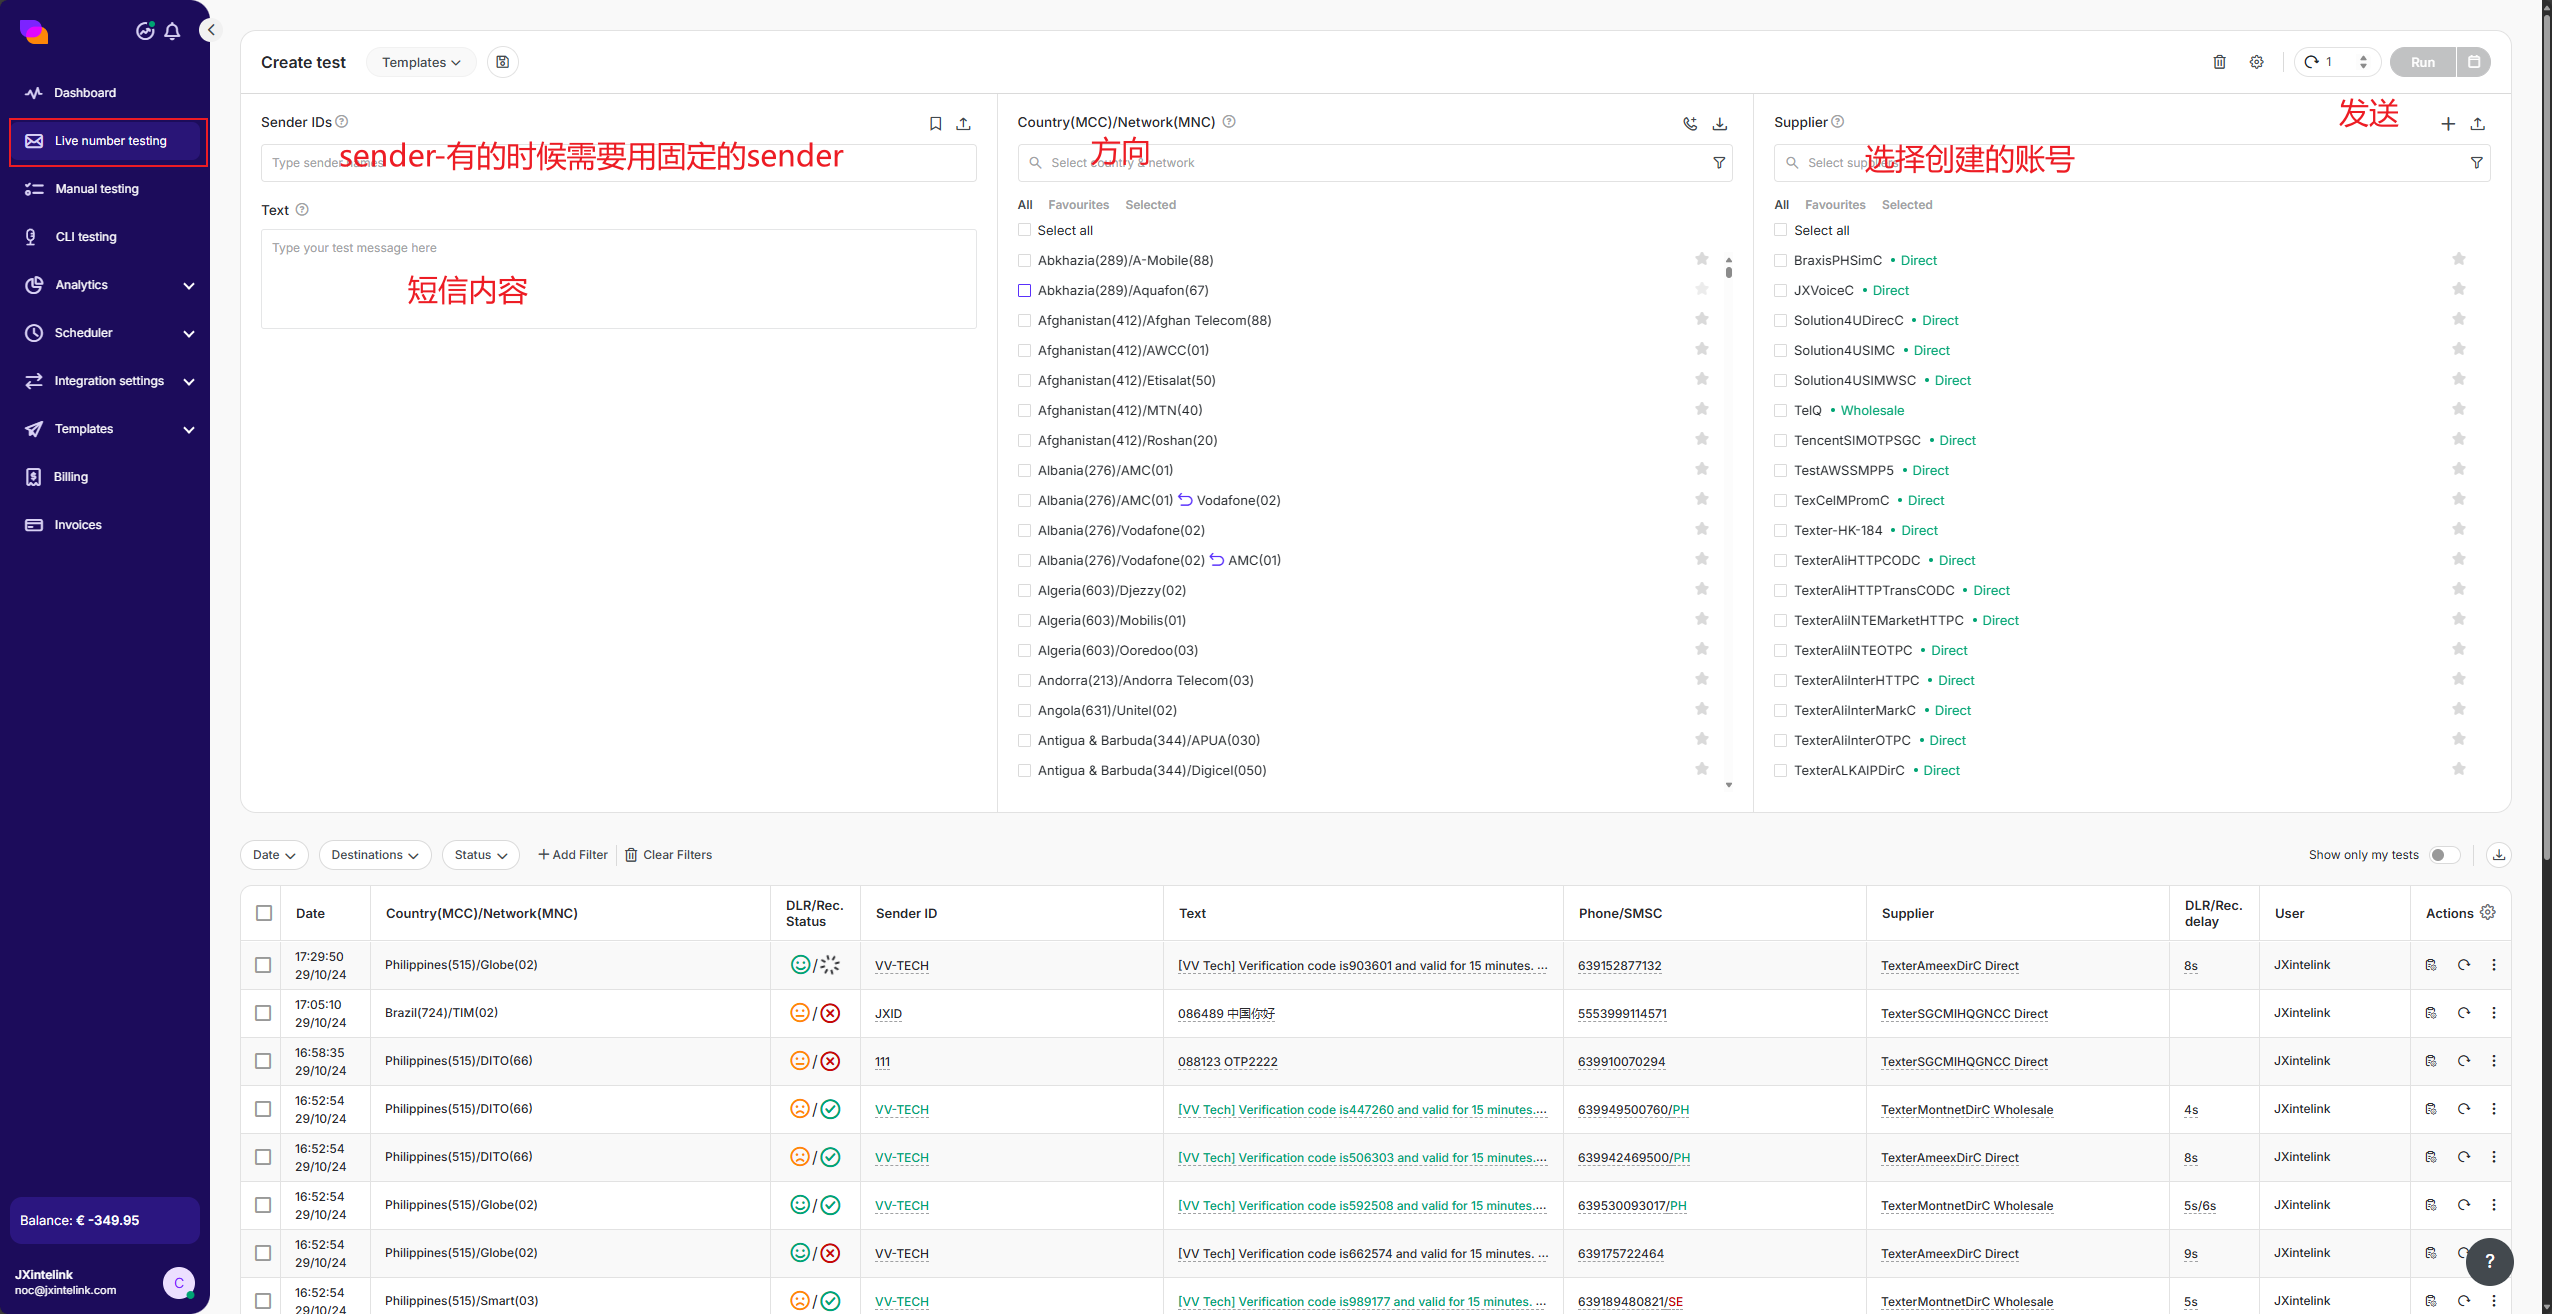 Dashboard
Live number testing
Manual testing
CLI testing
Analytics
Scheduler
Integration settings
Templates
Billing
Invoices
Balance: € -349.95
JXintelink
noc@jxintelink.com
C
Create test
Templates
1
Run
发送
Sender IDs
Type sender names
sender-有的时候需要用固定的sender
Text
Type your test message here
短信内容
Country(MCC)/Network(MNC)
方向
Select country & network
All Favourites Selected
Select all
Abkhazia(289)/A-Mobile(88)
Abkhazia(289)/Aquafon(67)
Afghanistan(412)/Afghan Telecom(88)
Afghanistan(412)/AWCC(01)
Afghanistan(412)/Etisalat(50)
Afghanistan(412)/MTN(40)
Afghanistan(412)/Roshan(20)
Albania(276)/AMC(01)
Albania(276)/AMC(01) Vodafone(02)
Albania(276)/Vodafone(02)
Albania(276)/Vodafone(02) AMC(01)
Algeria(603)/Djezzy(02)
Algeria(603)/Mobilis(01)
Algeria(603)/Ooredoo(03)
Andorra(213)/Andorra Telecom(03)
Angola(631)/Unitel(02)
Antigua & Barbuda(344)/APUA(030)
Antigua & Barbuda(344)/Digicel(050)
Supplier
Select suppliers
选择创建的账号
All Favourites Selected
Select all
BraxisPHSimC • Direct
JXVoiceC • Direct
Solution4UDirecC • Direct
Solution4USIMC • Direct
Solution4USIMWSC • Direct
TelQ • Wholesale
TencentSIMOTPSGC • Direct
TestAWSSMPP5 • Direct
TexCelMPromC • Direct
Texter-HK-184 • Direct
TexterAliHTTPCODC • Direct
TexterAliHTTPTransCODC • Direct
TexterAliINTEMarketHTTPC • Direct
TexterAliINTEOTPC • Direct
TexterAliInterHTTPC • Direct
TexterAliInterMarkC • Direct
TexterAliInterOTPC • Direct
TexterALKAIPDirC • Direct
Date Destinations Status + Add Filter Clear Filters Show only my tests
Date Country(MCC)/Network(MNC) DLR/Rec. Status Sender ID Text Phone/SMSC Supplier DLR/Rec. delay User Actions
17:29:50 29/10/24 Philippines(515)/Globe(02) / VV-TECH [VV Tech] Verification code is903601 and valid for 15 minutes. ... 639152877132 TexterAmeexDirC Direct 8s JXintelink
17:05:10 29/10/24 Brazil(724)/TIM(02) / JXID 086489 中国你好 5553999114571 TexterSGCMIHQGNCC Direct JXintelink
16:58:35 29/10/24 Philippines(515)/DITO(66) / 111 088123 OTP2222 639910070294 TexterSGCMIHQGNCC Direct JXintelink
16:52:54 29/10/24 Philippines(515)/DITO(66) / VV-TECH [VV Tech] Verification code is447260 and valid for 15 minutes.... 639949500760/PH TexterMontnetDirC Wholesale 4s JXintelink
16:52:54 29/10/24 Philippines(515)/DITO(66) / VV-TECH [VV Tech] Verification code is506303 and valid for 15 minutes.... 639942469500/PH TexterAmeexDirC Direct 8s JXintelink
16:52:54 29/10/24 Philippines(515)/Globe(02) / VV-TECH [VV Tech] Verification code is592508 and valid for 15 minutes.... 639530093017/PH TexterMontnetDirC Wholesale 5s/6s JXintelink
16:52:54 29/10/24 Philippines(515)/Globe(02) / VV-TECH [VV Tech] Verification code is662574 and valid for 15 minutes. ... 639175722464 TexterAmeexDirC Direct 9s JXintelink
16:52:54 29/10/24 Philippines(515)/Smart(03) / VV-TECH [VV Tech] Verification code is989177 and valid for 15 minutes.... 639189480821/SE TexterMontnetDirC Wholesale 5s JXintelink
?